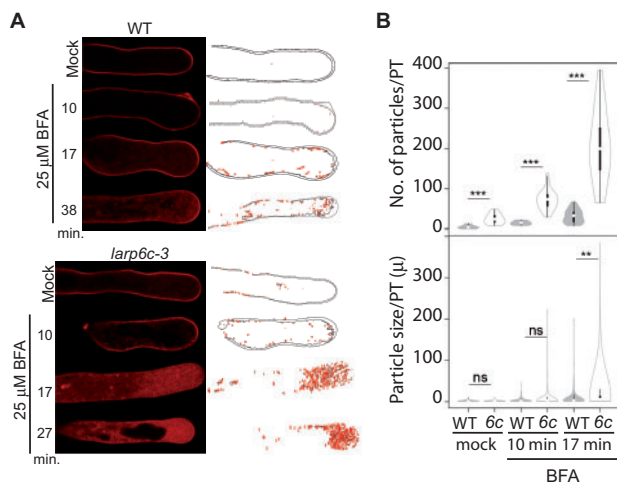 A
WT
Mock
10
17
38
min.
25 µM BFA
larp6c-3
Mock
10
17
27
min.
25 µM BFA
B
No. of particles/PT
400
300
200
100
0
***
***
***
Particle size/PT (µ)
300
200
100
0
ns
ns
**
WT 6c WT 6c WT 6c
mock 10 min 17 min
BFA